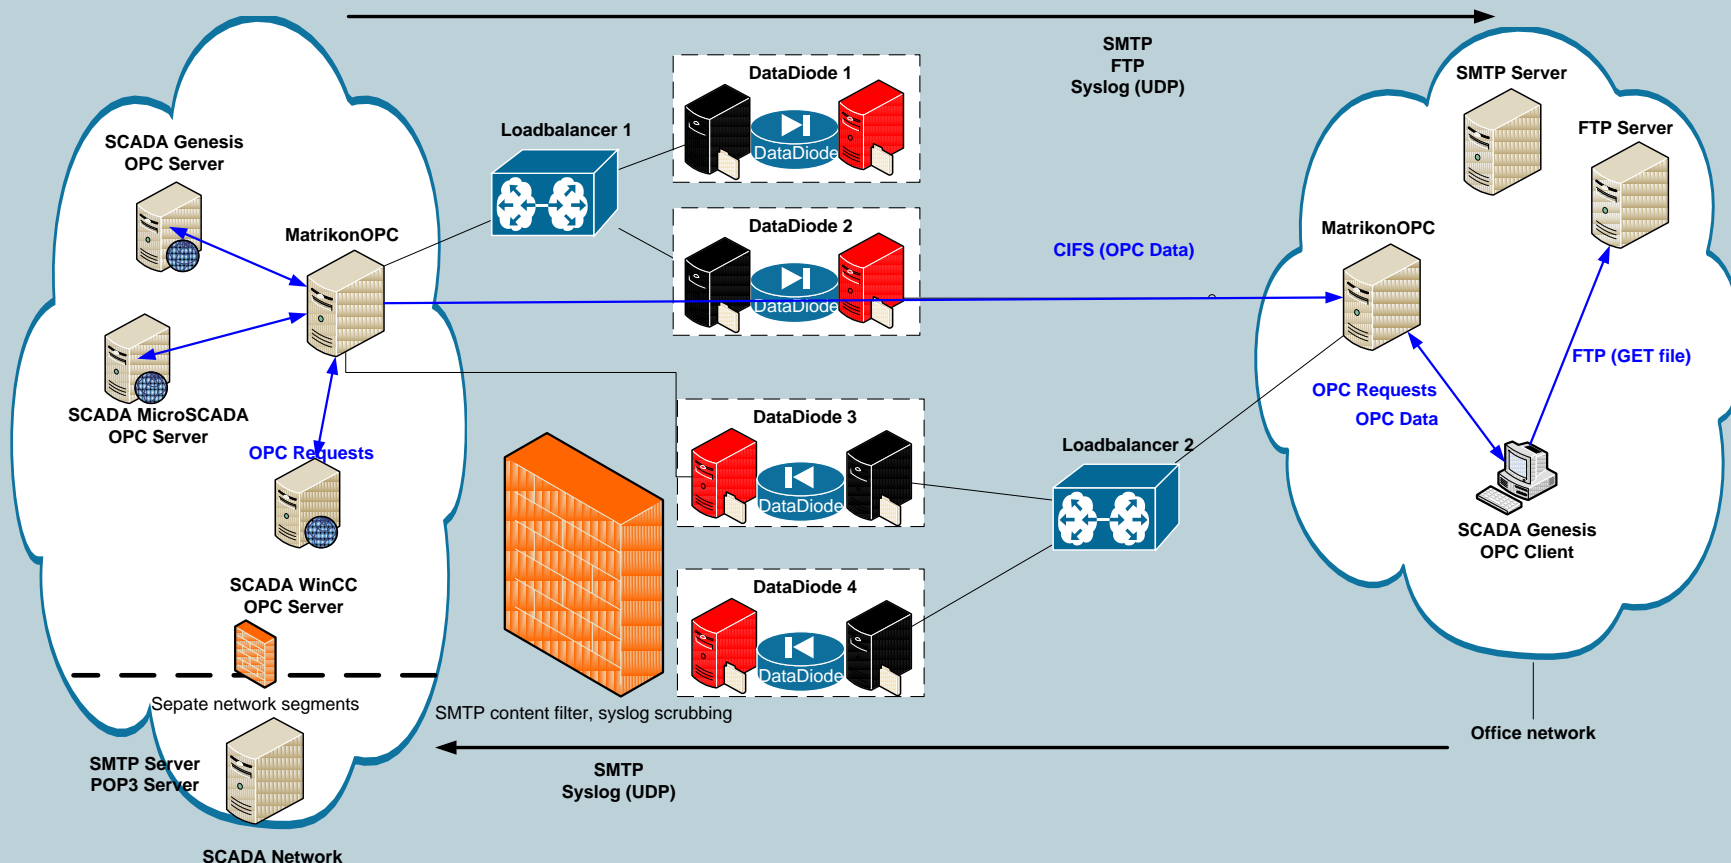 SMTP
FTP
Syslog (UDP)
SCADA Genesis
OPC Server
Loadbalancer 1
DataDiode 1
DataDiode
SMTP Server
FTP Server
MatrikonOPC
DataDiode 2
DataDiode
CIFS (OPC Data)
MatrikonOPC
SCADA MicroSCADA
OPC Server
OPC Requests
DataDiode 3
DataDiode
Loadbalancer 2
FTP (GET file)
OPC Requests
OPC Data
SCADA Genesis
OPC Client
SCADA WinCC
OPC Server
DataDiode 4
DataDiode
Sepate network segments
SMTP content filter, syslog scrubbing
Office network
SMTP Server
POP3 Server
SMTP
Syslog (UDP)
SCADA Network